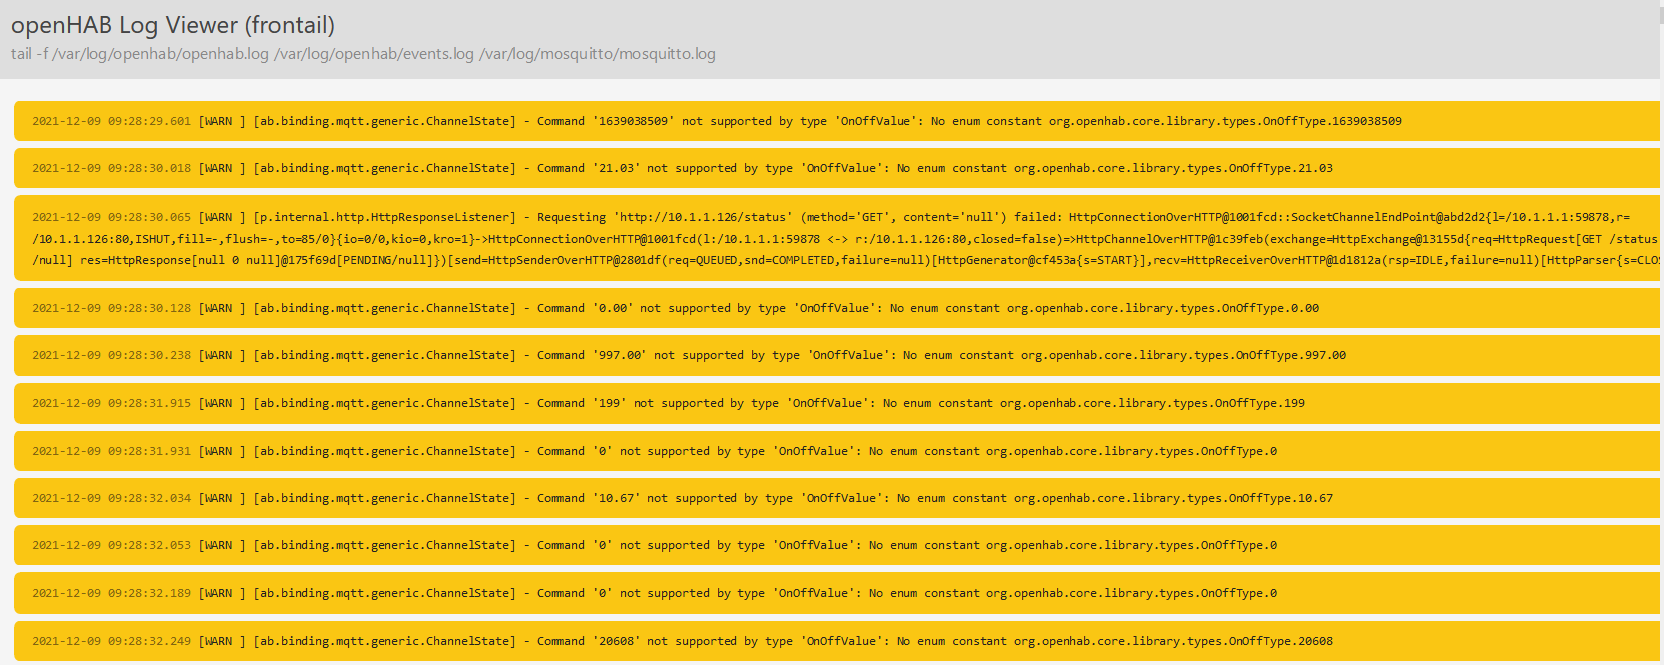 openHAB Log Viewer (frontail)
tail -f /var/log/openhab/openhab.log /var/log/openhab/events.log /var/log/mosquitto/mosquitto.log
2021-12-09 09:28:29.601 [WARN ] [ab.binding.mqtt.generic.ChannelState] - Command '1639038509' not supported by type 'OnOffValue': No enum constant org.openhab.core.library.types.OnOffType.1639038509
2021-12-09 09:28:30.018 [WARN ] [ab.binding.mqtt.generic.ChannelState] - Command '21.03' not supported by type 'OnOffValue': No enum constant org.openhab.core.library.types.OnOffType.21.03
2021-12-09 09:28:30.065 [WARN ] [p.internal.http.HttpResponseListener] - Requesting 'http://10.1.1.126/status' (method='GET', content='null') failed: HttpConnectionOverHTTP@1001fcd::SocketChannelEndPoint@abd2d2{l=/10.1.1.1:59878,r=
/10.1.1.126:80,ISHUT,fill=-,flush=-,to=85/0}{io=0/0,kio=0,kro=1}->HttpConnectionOverHTTP@1001fcd(l:/10.1.1.1:59878 <-> r:/10.1.1.126:80,closed=false)=>HttpChannelOverHTTP@1c39feb(exchange=HttpExchange@13155d{req=HttpRequest[GET /status
/null] res=HttpResponse[null 0 null]@175f69d[PENDING/null]})[send=HttpSenderOverHTTP@2801df(req=QUEUED,snd=COMPLETED,failure=null)[HttpGenerator@cf453a{s=START}],recv=HttpReceiverOverHTTP@1d1812a(rsp=IDLE,failure=null)[HttpParser{s=CLOS
2021-12-09 09:28:30.128 [WARN ] [ab.binding.mqtt.generic.ChannelState] - Command '0.00' not supported by type 'OnOffValue': No enum constant org.openhab.core.library.types.OnOffType.0.00
2021-12-09 09:28:30.238 [WARN ] [ab.binding.mqtt.generic.ChannelState] - Command '997.00' not supported by type 'OnOffValue': No enum constant org.openhab.core.library.types.OnOffType.997.00
2021-12-09 09:28:31.915 [WARN ] [ab.binding.mqtt.generic.ChannelState] - Command '199' not supported by type 'OnOffValue': No enum constant org.openhab.core.library.types.OnOffType.199
2021-12-09 09:28:31.931 [WARN ] [ab.binding.mqtt.generic.ChannelState] - Command '0' not supported by type 'OnOffValue': No enum constant org.openhab.core.library.types.OnOffType.0
2021-12-09 09:28:32.034 [WARN ] [ab.binding.mqtt.generic.ChannelState] - Command '10.67' not supported by type 'OnOffValue': No enum constant org.openhab.core.library.types.OnOffType.10.67
2021-12-09 09:28:32.053 [WARN ] [ab.binding.mqtt.generic.ChannelState] - Command '0' not supported by type 'OnOffValue': No enum constant org.openhab.core.library.types.OnOffType.0
2021-12-09 09:28:32.189 [WARN ] [ab.binding.mqtt.generic.ChannelState] - Command '0' not supported by type 'OnOffValue': No enum constant org.openhab.core.library.types.OnOffType.0
2021-12-09 09:28:32.249 [WARN ] [ab.binding.mqtt.generic.ChannelState] - Command '20608' not supported by type 'OnOffValue': No enum constant org.openhab.core.library.types.OnOffType.20608